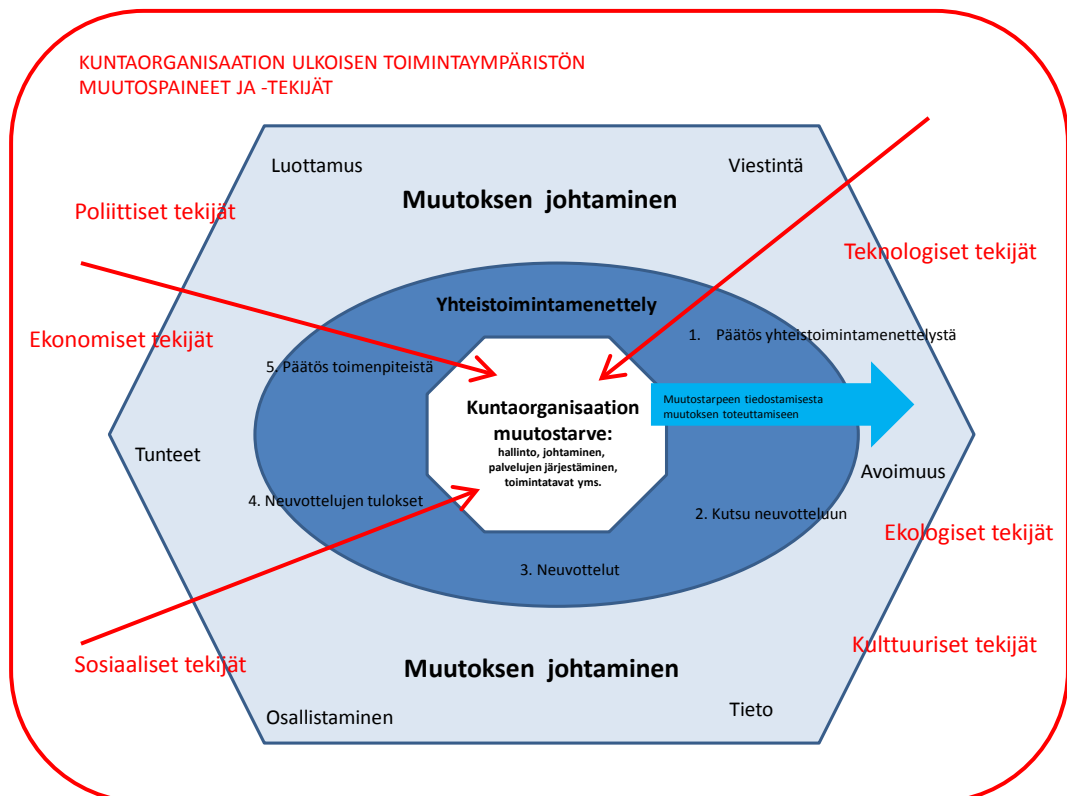 KUNTAORGANISAATION ULKOISEN TOIMINTAYMPÄRISTÖN
MUUTOSPAINEET JA -TEKIJÄT
Luottamus
Viestintä
Muutoksen johtaminen
Poliittiset tekijät
Teknologiset tekijät
Yhteistoimintamenettely
Ekonomiset tekijät
1. Päätös yhteistoimintamenettelystä
5. Päätös toimenpiteistä
Kuntaorganisaation
muutostarve:
hallinto, johtaminen,
palvelujen järjestäminen,
toimintatavat yms.
Muutostarpeen tiedostamisesta
muutoksen toteuttamiseen
Tunteet
Avoimuus
4. Neuvottelujen tulokset
2. Kutsu neuvotteluun
Ekologiset tekijät
3. Neuvottelut
Kulttuuriset tekijät
Sosiaaliset tekijät
Muutoksen johtaminen
Osallistaminen
Tieto